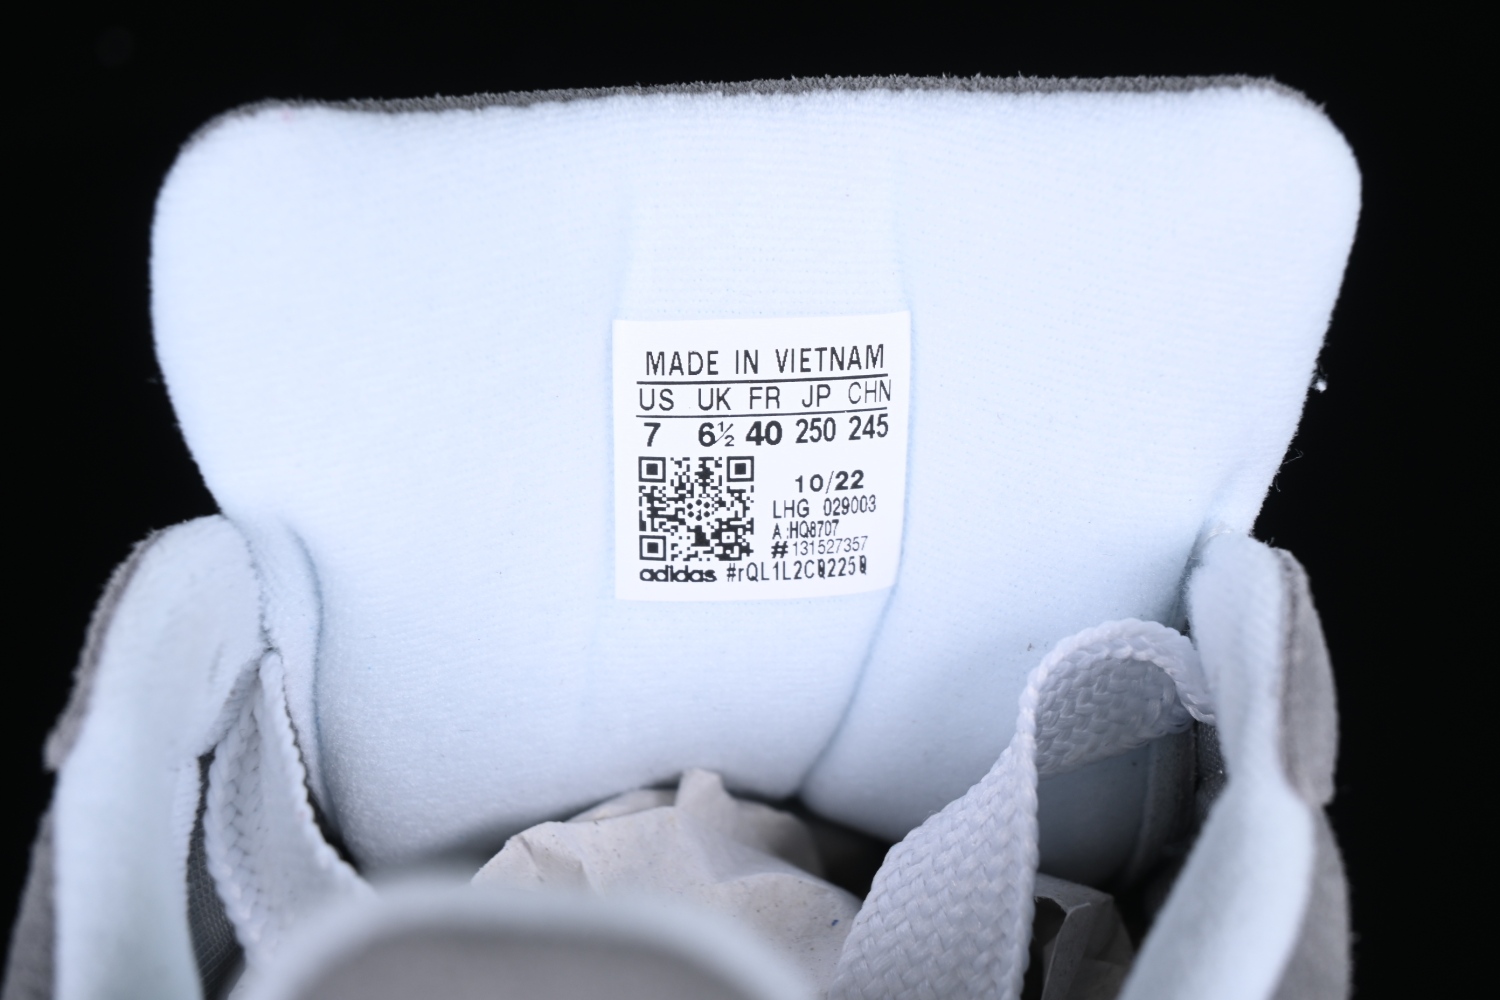 MADE IN VIETNAM
US UK FR JP CHN
7 6½ 40 250 245
10/22
LHG 029003
A:HQ8707
#131527357
adidas